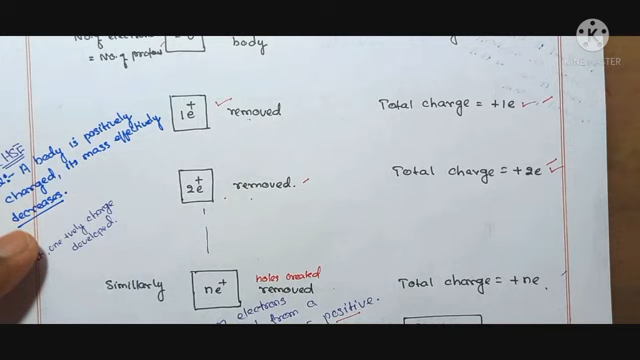 No. of electrons
= No. of protons
body
1e+ removed
Total charge = +1e
HSE
A body is positively
charged, its mass effectively
decreases.
2e+ removed.
Total charge = +2e
one +vely charge
developed.
holes created
Similarly ne+ removed
Total charge = +ne.
electrons
from a
positive.
KINEMASTER